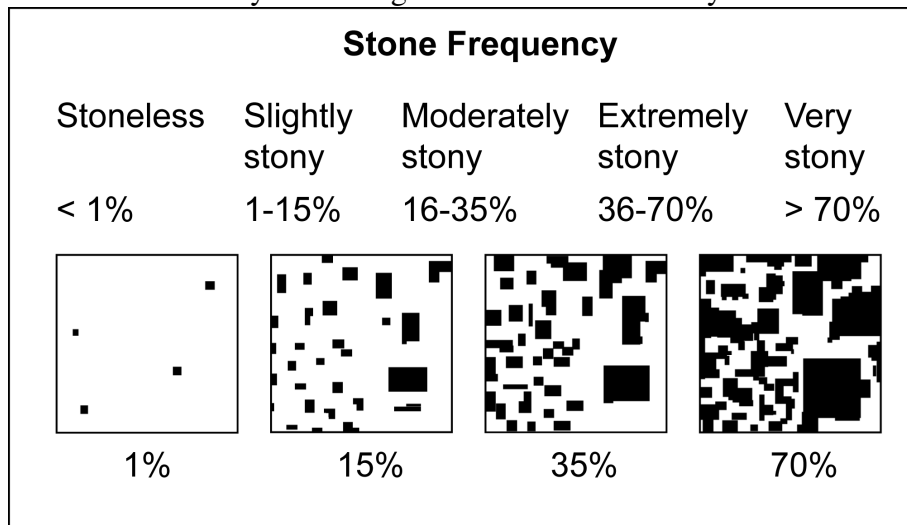 Stone Frequency
Stoneless Slightly stony Moderately stony Extremely stony Very stony
< 1% 1-15% 16-35% 36-70% > 70%
1% 15% 35% 70%